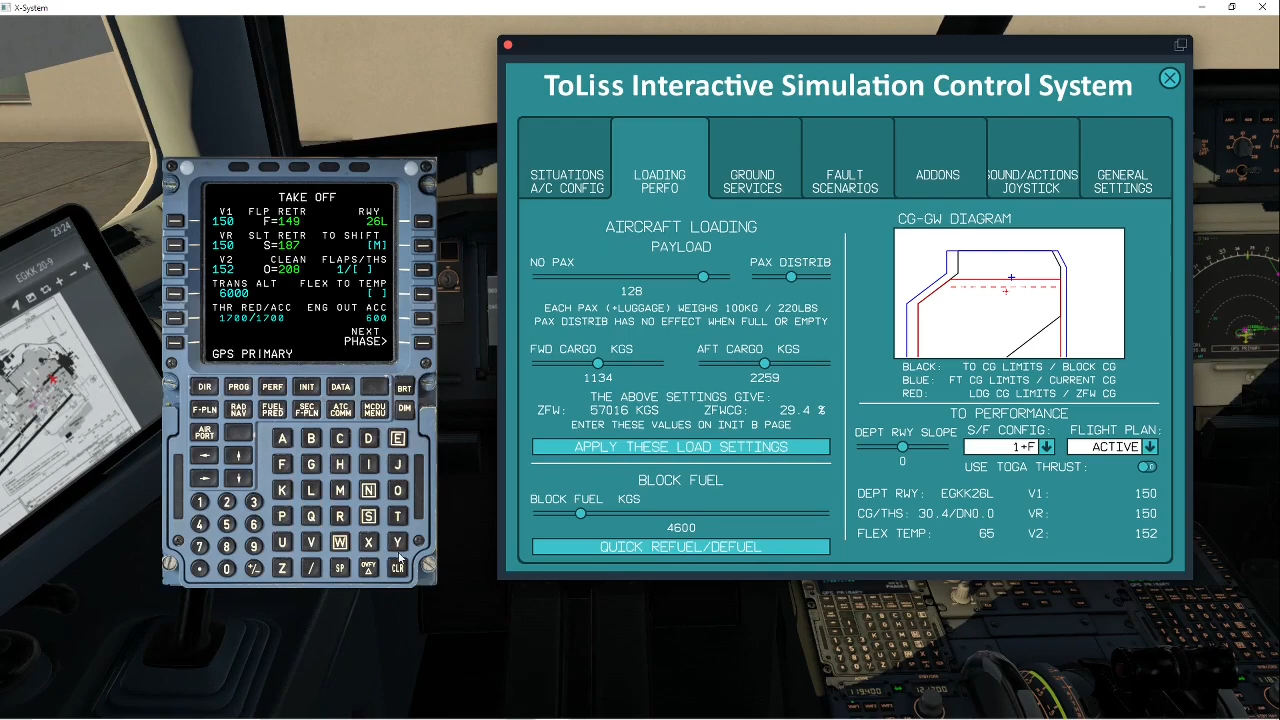 X-System
23:24
EGKK 20-9
TAKE OFF
V1 FLP RETR RWY
150 F=149 26L
VR SLT RETR TO SHIFT
150 S=187 [M]
V2 CLEAN FLAPS/THS
152 O=208 1/[ ]
TRANS ALT FLEX TO TEMP
6000 [ ]
THR RED/ACC ENG OUT ACC
1700/1700 600
NEXT
PHASE>
GPS PRIMARY
DIR PROG PERF INIT DATA BRT
F-PLN RAD NAV FUEL PRED SEC F-PLN ATC COMM MCDU MENU DIM
AIR PORT
A B C D E
F G H I J
K L M N O
1 2 3 P Q R S T
4 5 6 U V W X Y
7 8 9 Z / SP OVFY Δ CLR
• 0 +/-
ToLiss Interactive Simulation Control System
SITUATIONS A/C CONFIG
LOADING PERFO
GROUND SERVICES
FAULT SCENARIOS
ADDONS
SOUND/ACTIONS JOYSTICK
GENERAL SETTINGS
AIRCRAFT LOADING
PAYLOAD
NO PAX PAX DISTRIB
128
EACH PAX (+LUGGAGE) WEIGHS 100KG / 220LBS
PAX DISTRIB HAS NO EFFECT WHEN FULL OR EMPTY
FWD CARGO KGS AFT CARGO KGS
1134 2259
THE ABOVE SETTINGS GIVE:
ZFW: 57016 KGS ZFWCG: 29.4 %
ENTER THESE VALUES ON INIT B PAGE
APPLY THESE LOAD SETTINGS
BLOCK FUEL
BLOCK FUEL KGS
4600
QUICK REFUEL/DEFUEL
CG-GW DIAGRAM
BLACK: TO CG LIMITS / BLOCK CG
BLUE: FT CG LIMITS / CURRENT CG
RED: LDG CG LIMITS / ZFW CG
TO PERFORMANCE
DEPT RWY SLOPE S/F CONFIG: FLIGHT PLAN:
0 1+F ACTIVE
USE TOGA THRUST:
DEPT RWY: EGKK26L V1: 150
CG/THS: 30.4/DN0.0 VR: 150
FLEX TEMP: 65 V2: 152
GPS PRIMARY